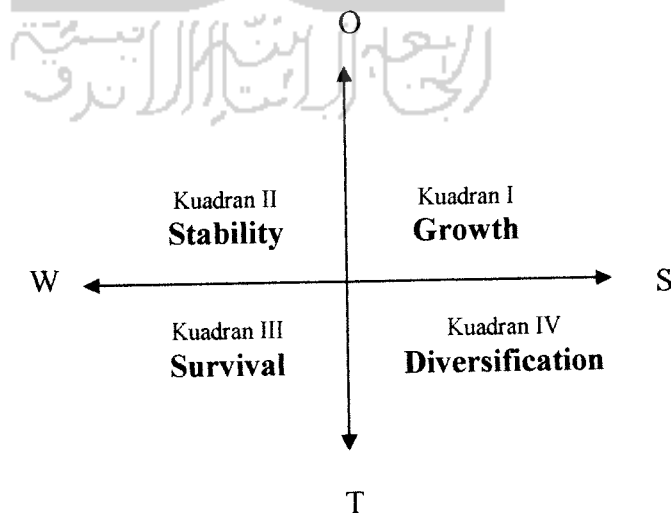 O
Kuadran II
Stability
Kuadran I
Growth
W
S
Kuadran III
Survival
Kuadran IV
Diversification
T